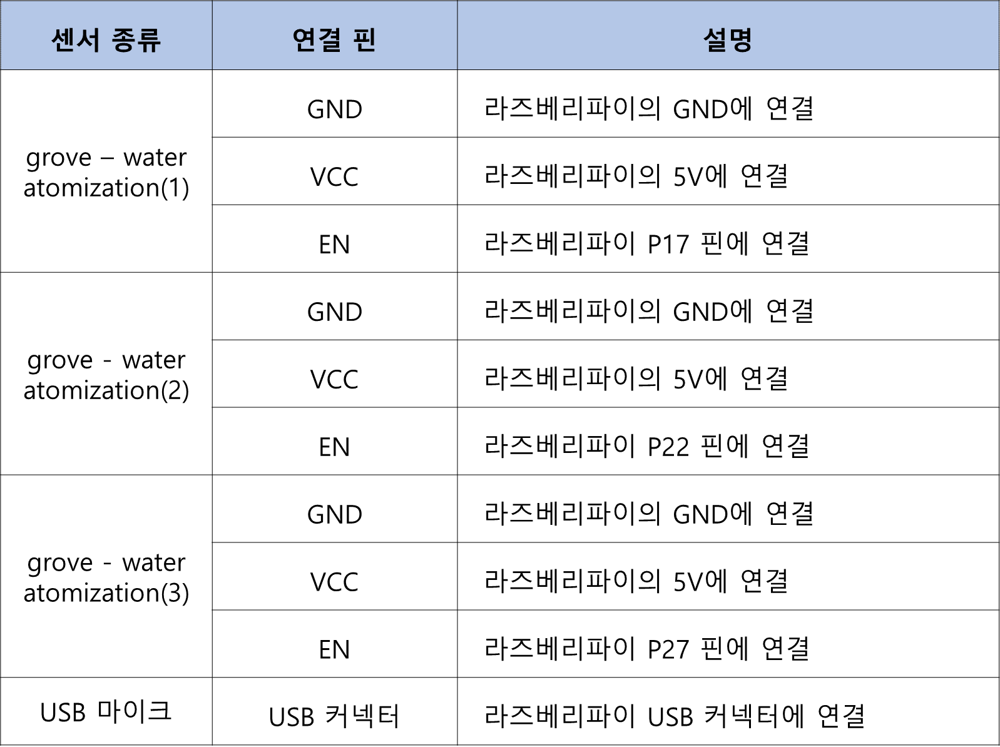 센서 종류 연결 핀 설명
grove – water
atomization(1)
GND 라즈베리파이의 GND에 연결
VCC 라즈베리파이의 5V에 연결
EN 라즈베리파이 P17 핀에 연결
grove - water
atomization(2)
GND 라즈베리파이의 GND에 연결
VCC 라즈베리파이의 5V에 연결
EN 라즈베리파이 P22 핀에 연결
grove - water
atomization(3)
GND 라즈베리파이의 GND에 연결
VCC 라즈베리파이의 5V에 연결
EN 라즈베리파이 P27 핀에 연결
USB 마이크 USB 커넥터 라즈베리파이 USB 커넥터에 연결